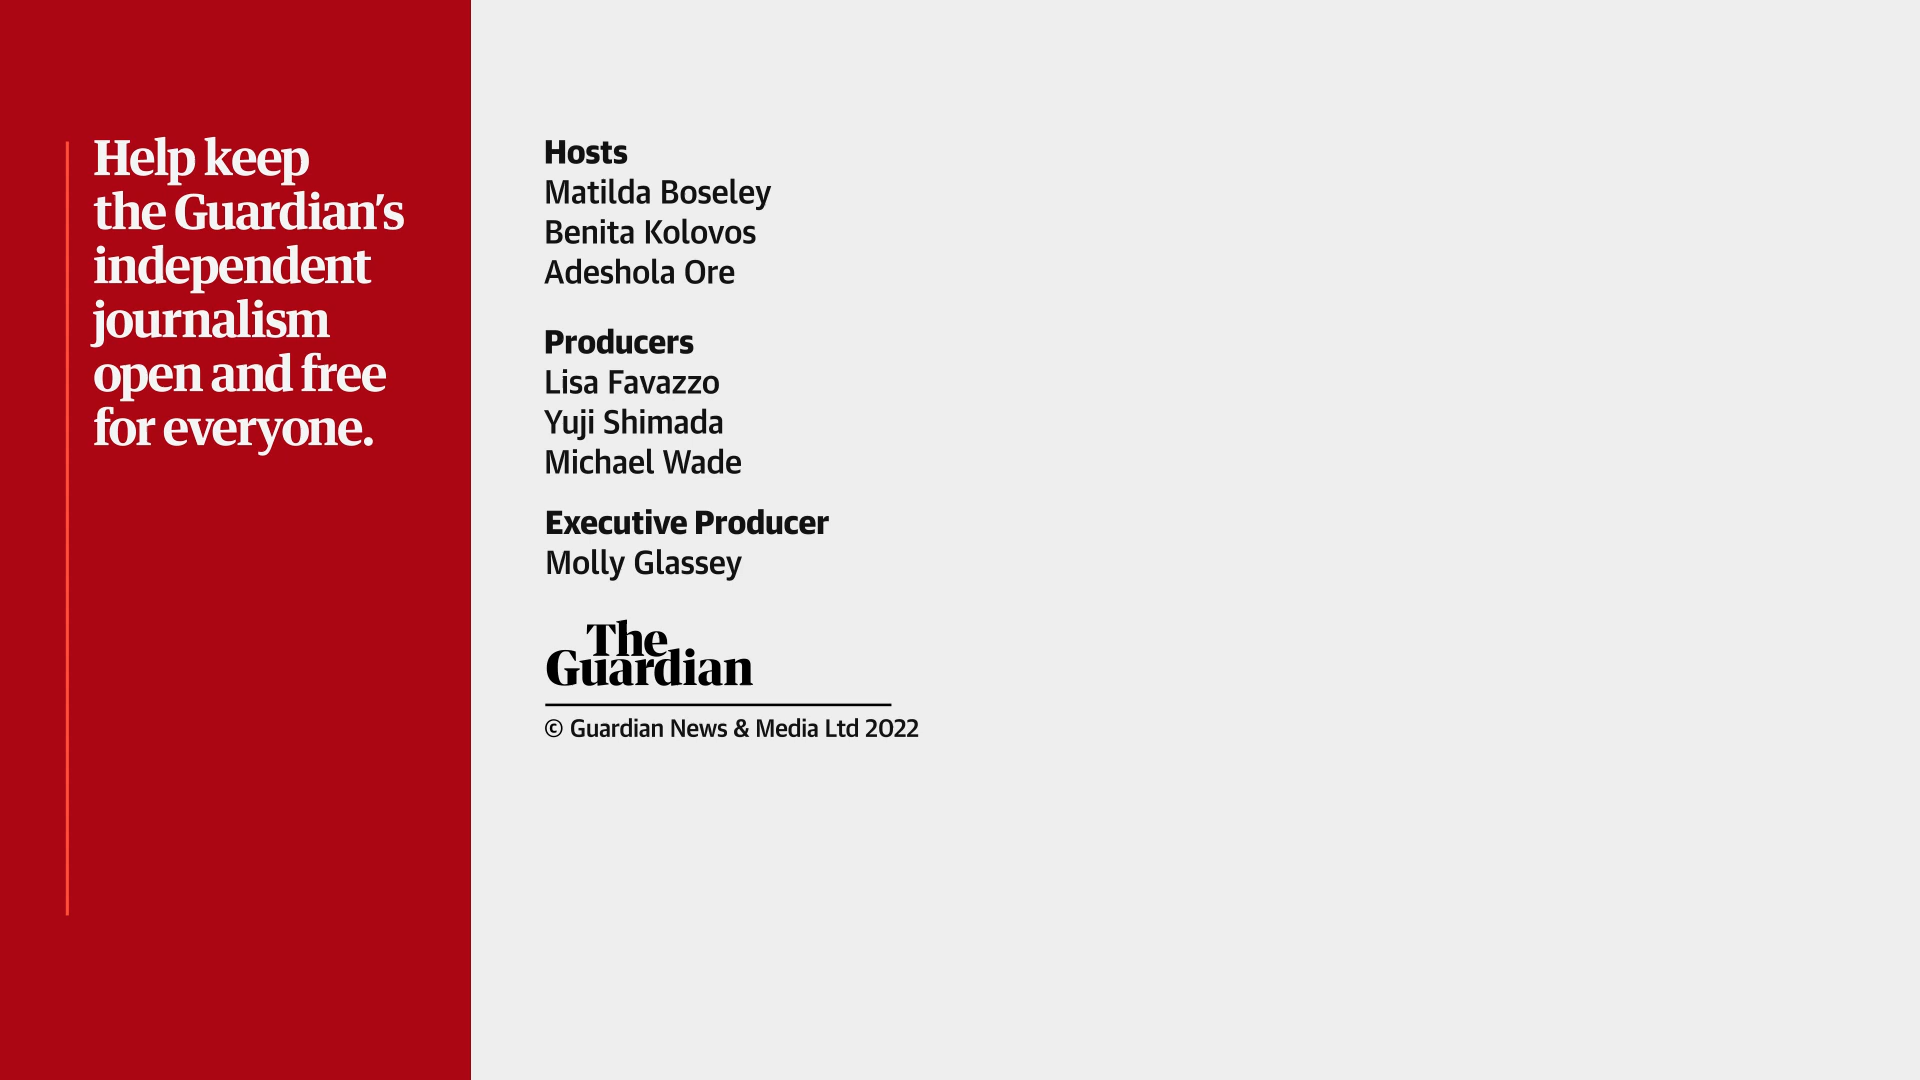 Help keep
the Guardian’s
independent
journalism
open and free
for everyone.
Hosts
Matilda Boseley
Benita Kolovos
Adeshola Ore
Producers
Lisa Favazzo
Yuji Shimada
Michael Wade
Executive Producer
Molly Glassey
The
Guardian
© Guardian News & Media Ltd 2022